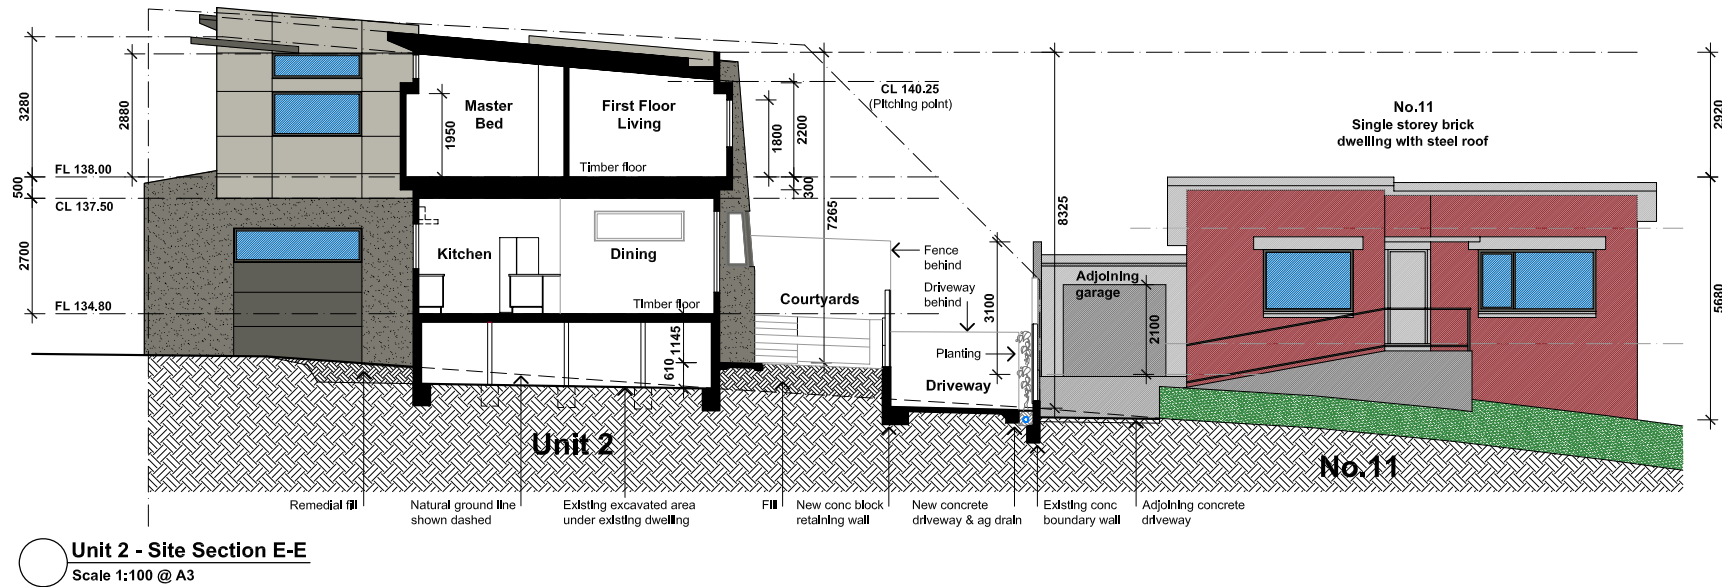 3280
2880
FL 138.00
500
CL 137.50
2700
FL 134.80
1950
Master
Bed
First Floor
Living
Timber floor
Kitchen
Dining
Timber floor
1145
610
1800
2200
300
7265
CL 140.25
(Pitching point)
8325
Courtyards
Fence
behind
Driveway
behind
3100
Planting
Driveway
Adjoining
garage
2100
No.11
Single storey brick
dwelling with steel roof
2920
5680
Unit 2
No.11
Remedial fill
Natural ground line
shown dashed
Existing excavated area
under existing dwelling
Fill
New conc block
retaining wall
New concrete
driveway & ag drain
Existing conc
boundary wall
Adjoining concrete
driveway
Unit 2 - Site Section E-E
Scale 1:100 @ A3